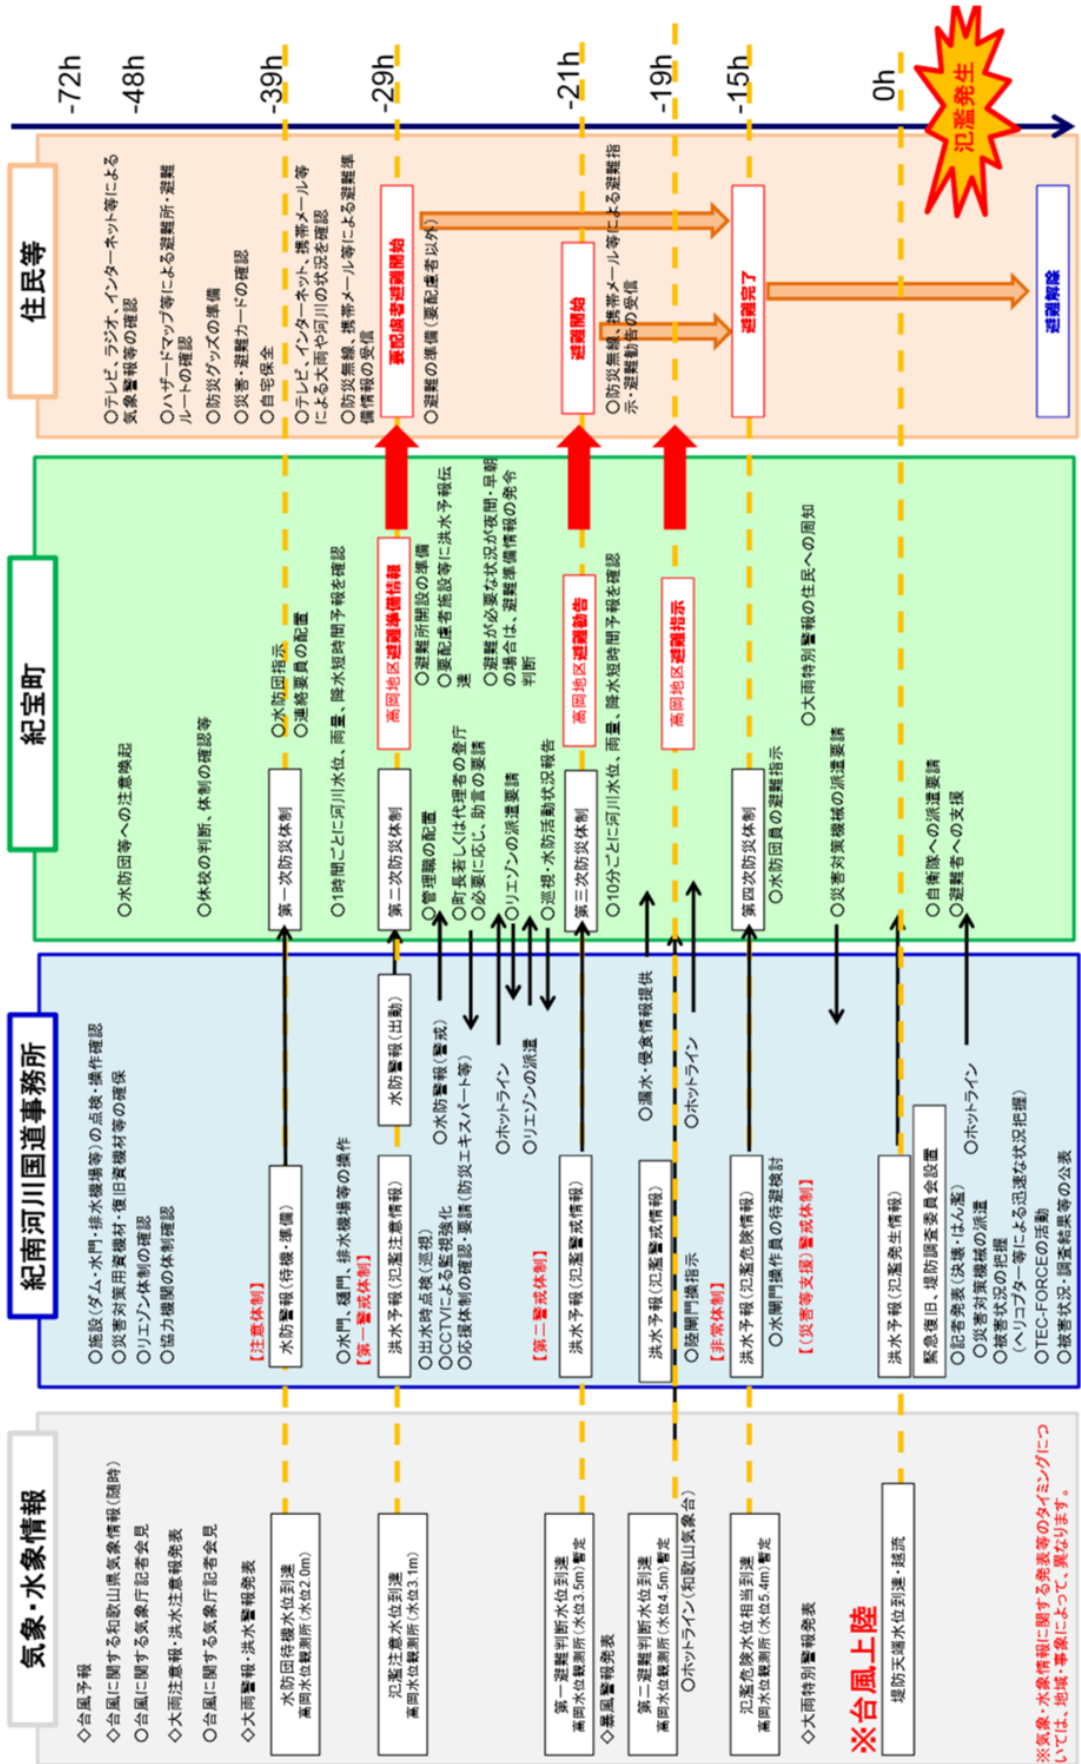 気象・水象情報
◇台風予報
◇台風に関する和歌山県気象情報(随時)
○台風に関する気象庁記者会見
◇大雨注意報・洪水注意報発表
○台風に関する気象庁記者会見
◇大雨警報・洪水警報発表
水防団待機水位到達
高岡水位観測所(水位2.0m)
氾濫注意水位到達
高岡水位観測所(水位3.1m)
第一避難判断水位到達
高岡水位観測所(水位3.5m)暫定
◇暴風警報発表
第二避難判断水位到達
高岡水位観測所(水位4.5m)暫定
○ホットライン(和歌山気象台)
氾濫危険水位相当到達
高岡水位観測所(水位5.4m)暫定
◇大雨特別警報発表
※台風上陸
堤防天端水位到達・越流
※気象・水象情報に関する発表等のタイミングにつ
いては、地域・事象によって、異なります。
紀南河川国道事務所
○施設(ダム・水門・排水機場等)の点検・操作確認
○災害対策用資機材・復旧資機材等の確保
○リエゾン体制の確認
○協力機関の体制確認
【注意体制】
水防警報(待機・準備)
○水門、樋門、排水機場等の操作
【第一警戒体制】
洪水予報(氾濫注意情報)
水防警報(出動)
○出水時点検(巡視)
○CCTVによる監視強化
○水防警報(警戒)
○応援体制の確認・要請(防災エキスパート等)
○ホットライン
○リエゾンの派遣
【第二警戒体制】
洪水予報(氾濫警戒情報)
○漏水・侵食情報提供
洪水予報(氾濫警戒情報)
○陸閘門操指示
○ホットライン
【非常体制】
洪水予報(氾濫危険情報)
○水閘門操作員の待避検討
【(災害等支援)警戒体制】
洪水予報(氾濫発生情報)
緊急復旧、堤防調査委員会設置
○記者発表(決壊・はん濫)
○災害対策機械の派遣
○ホットライン
○被害状況の把握
(ヘリコプター等による迅速な状況把握)
○TEC-FORCEの活動
○被害状況・調査結果等の公表
紀宝町
○水防団等への注意喚起
○休校の判断、体制の確認等
○水防団指示
第一次防災体制
○連絡要員の配置
○1時間ごとに河川水位、雨量、降水短時間予報を確認
第二次防災体制
高岡地区避難準備情報
○管理職の配置
○避難所開設の準備
○町長若しくは代理者の登庁
○要配慮者施設等に洪水予報伝
達
○必要に応じ、助言の要請
○避難が必要な状況が夜間・早朝
の場合は、避難準備情報の発令
判断
○リエゾンの派遣要請
○巡視・水防活動状況報告
第三次防災体制
高岡地区避難勧告
○10分ごとに河川水位、雨量、降水短時間予報を確認
高岡地区避難指示
第四次防災体制
○水防団員の避難指示
○大雨特別警報の住民への周知
○災害対策機械の派遣要請
○自衛隊への派遣要請
○避難者への支援
住民等
○テレビ、ラジオ、インターネット等による
気象警報等の確認
○ハザードマップ等による避難所・避難
ルートの確認
○防災グッズの準備
○災害・避難カードの確認
○自宅保全
○テレビ、インターネット、携帯メール等
による大雨や河川の状況を確認
○防災無線、携帯メール等による避難準
備情報の受信
要配慮者避難開始
○避難の準備(要配慮者以外)
避難開始
○防災無線、携帯メール等による避難指
示・避難勧告の受信
避難完了
避難解除
-72h
-48h
-39h
-29h
-21h
-19h
-15h
0h
氾濫発生